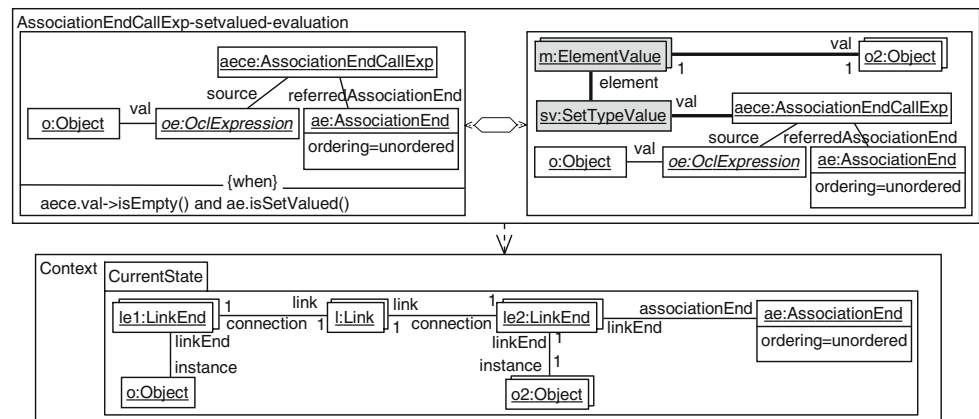 AssociationEndCallExp-setvalued-evaluation
aece:AssociationEndCallExp
source
referredAssociationEnd
o:Object
val
oe:OclExpression
ae:AssociationEnd
ordering=unordered
{when}
aece.val->isEmpty() and ae.isSetValued()
m:ElementValue
1
val
1
o2:Object
element
sv:SetTypeValue
val
aece:AssociationEndCallExp
source
referredAssociationEnd
o:Object
val
oe:OclExpression
ae:AssociationEnd
ordering=unordered
Context
CurrentState
le1:LinkEnd
1
link
connection
1
l:Link
link
1
1
connection
le2:LinkEnd
associationEnd
linkEnd
ae:AssociationEnd
ordering=unordered
linkEnd
instance
o:Object
linkEnd
1
instance
1
o2:Object